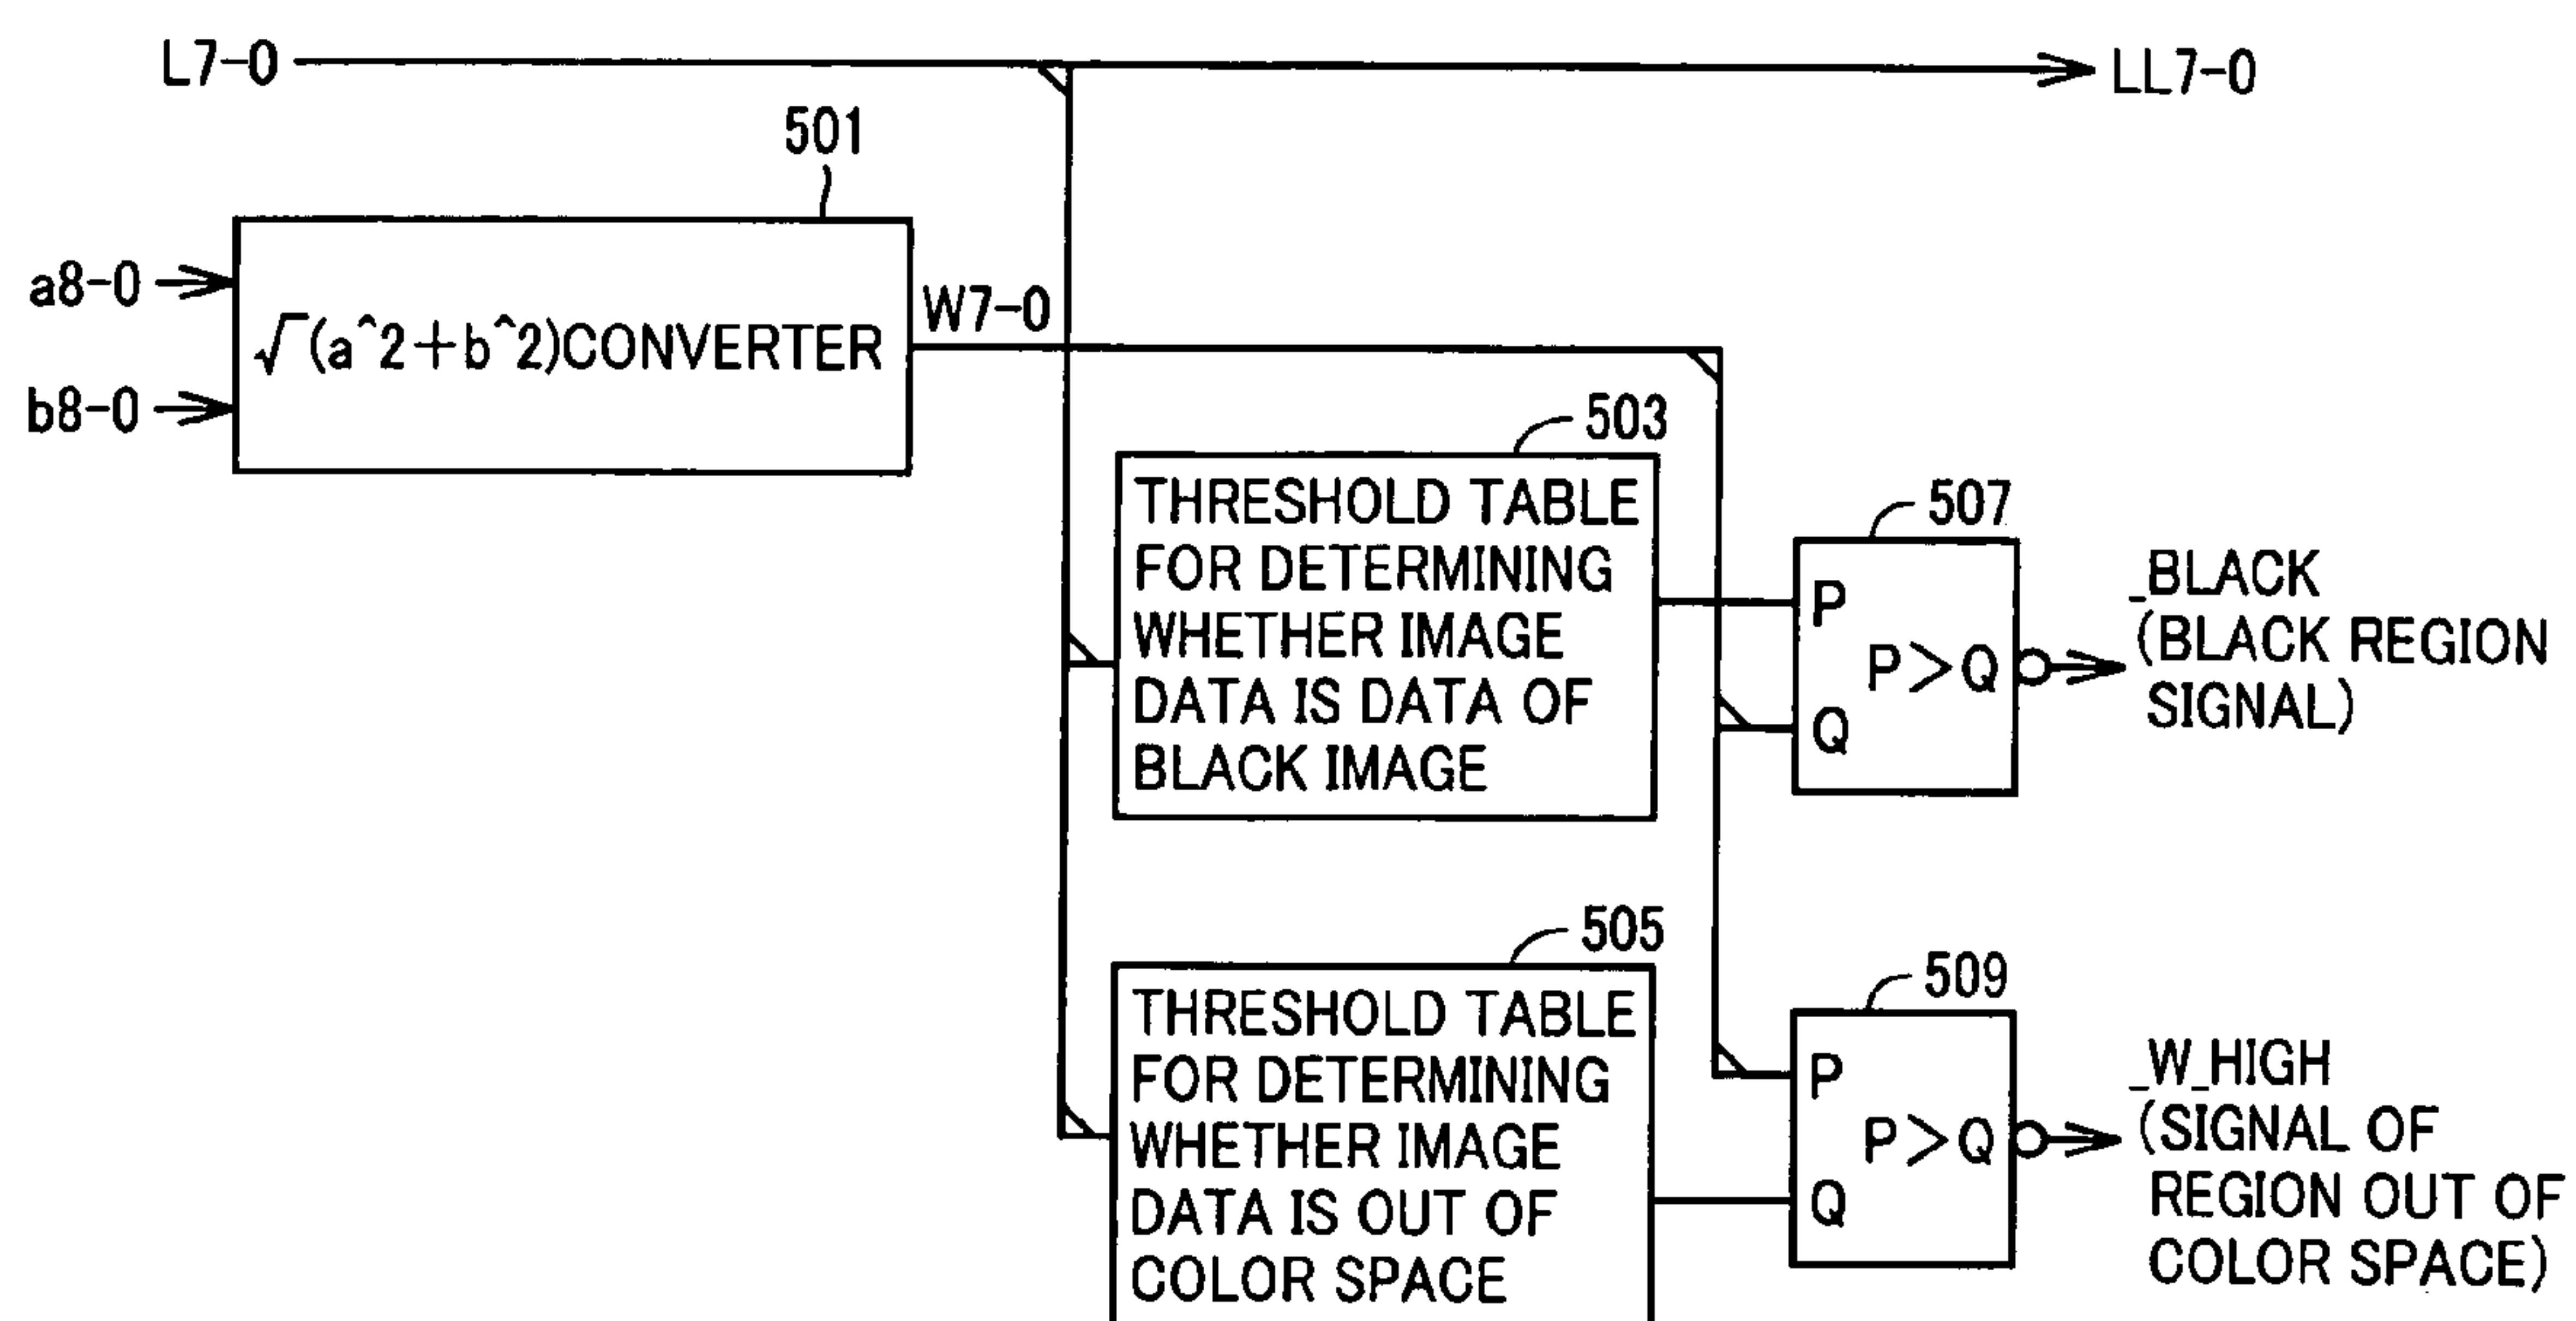 L7-0
LL7-0
501
a8-0
b8-0
√(a^2+b^2)CONVERTER
W7-0
503
THRESHOLD TABLE
FOR DETERMINING
WHETHER IMAGE
DATA IS DATA OF
BLACK IMAGE
507
P
P>Q
Q
_BLACK
(BLACK REGION
SIGNAL)
505
THRESHOLD TABLE
FOR DETERMINING
WHETHER IMAGE
DATA IS OUT OF
COLOR SPACE
509
P
P>Q
Q
_W_HIGH
(SIGNAL OF
REGION OUT OF
COLOR SPACE)